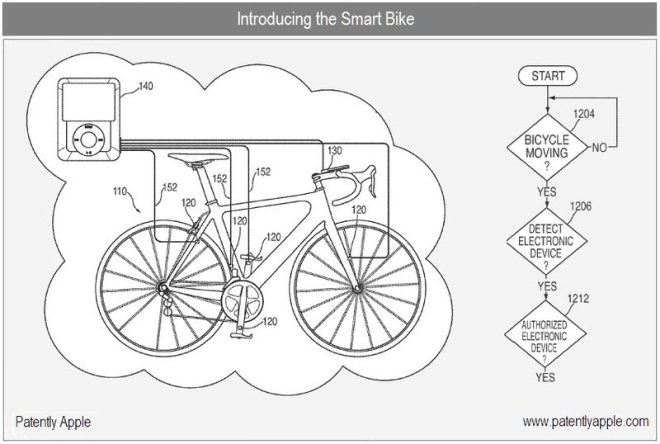 Introducing the Smart Bike
140
START
1204
BICYCLE
MOVING
?
NO
YES
130
152
152
152
110
120
120
120
120
120
1206
DETECT
ELECTRONIC
DEVICE
?
YES
1212
AUTHORIZED
ELECTRONIC
DEVICE
?
YES
Patently Apple
www.patentlyapple.com